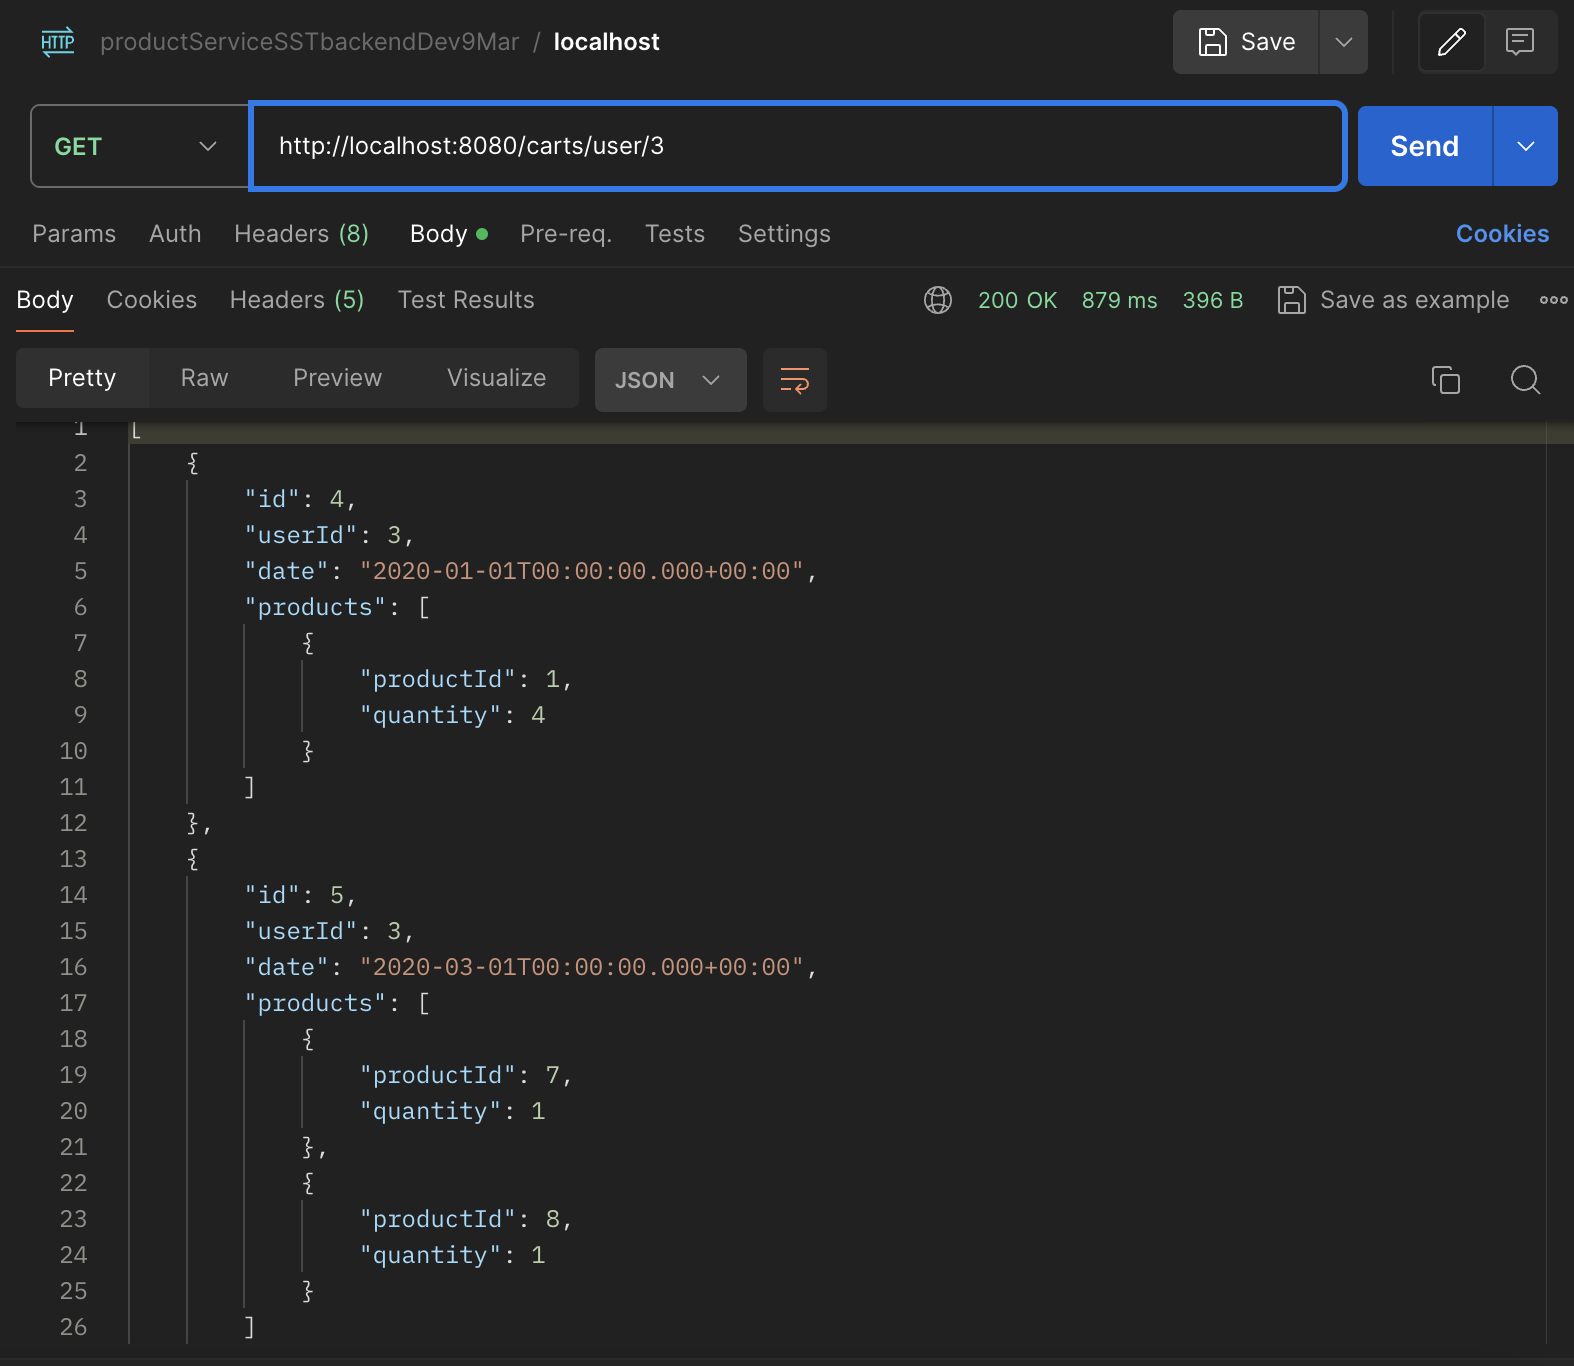 HTTP productServiceSSTbackendDev9Mar / localhost Save
GET http://localhost:8080/carts/user/3 Send
Params Auth Headers (8) Body Pre-req. Tests Settings Cookies
Body Cookies Headers (5) Test Results 200 OK 879 ms 396 B Save as example
Pretty Raw Preview Visualize JSON
1 [
2 {
3 "id": 4,
4 "userId": 3,
5 "date": "2020-01-01T00:00:00.000+00:00",
6 "products": [
7 {
8 "productId": 1,
9 "quantity": 4
10 }
11 ]
12 },
13 {
14 "id": 5,
15 "userId": 3,
16 "date": "2020-03-01T00:00:00.000+00:00",
17 "products": [
18 {
19 "productId": 7,
20 "quantity": 1
21 },
22 {
23 "productId": 8,
24 "quantity": 1
25 }
26 ]